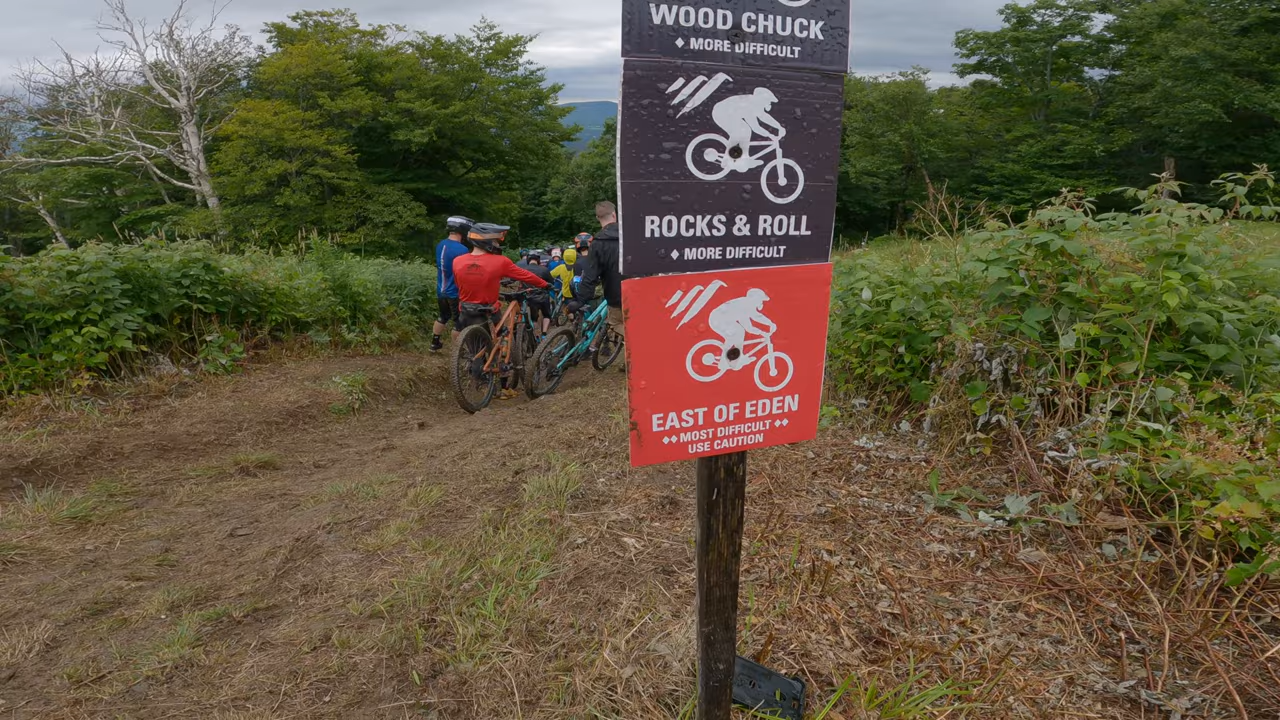 WOOD CHUCK
♦ MORE DIFFICULT
ROCKS & ROLL
♦ MORE DIFFICULT
EAST OF EDEN
♦♦ MOST DIFFICULT ♦♦
USE CAUTION